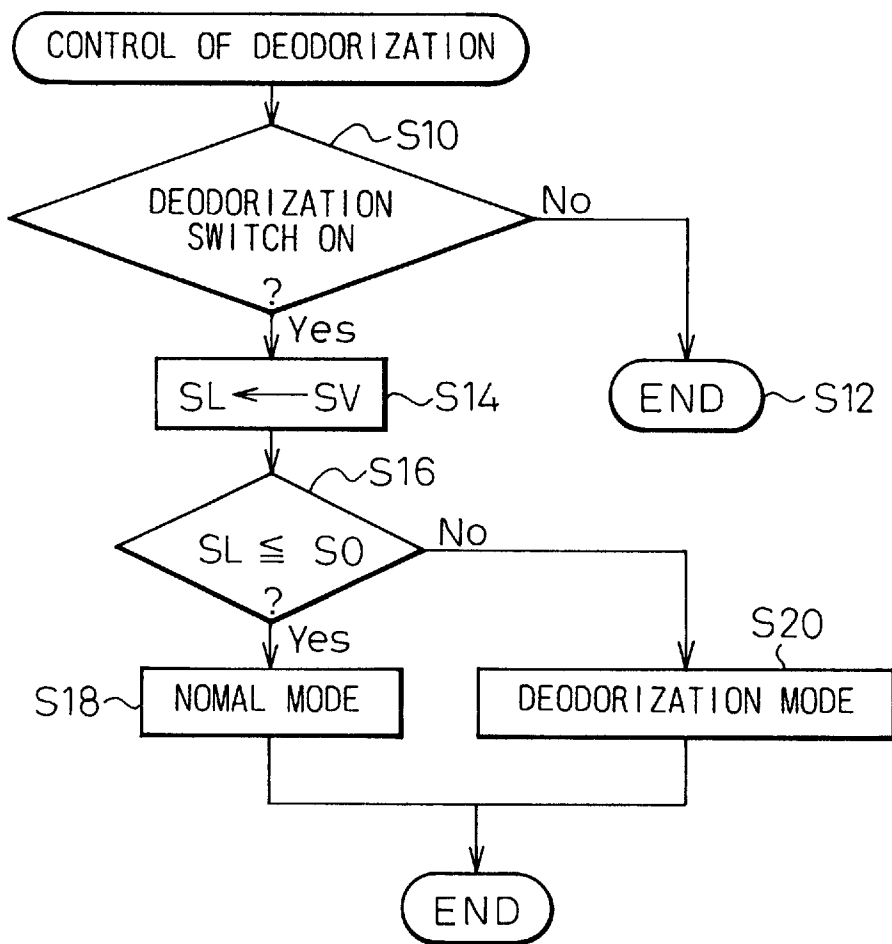 CONTROL OF DEODORIZATION
S10
DEODORIZATION
SWITCH ON
?
No
Yes
SL ← SV
S14
END
S12
S16
SL ≦ S0
?
No
Yes
S20
S18
NOMAL MODE
DEODORIZATION MODE
END